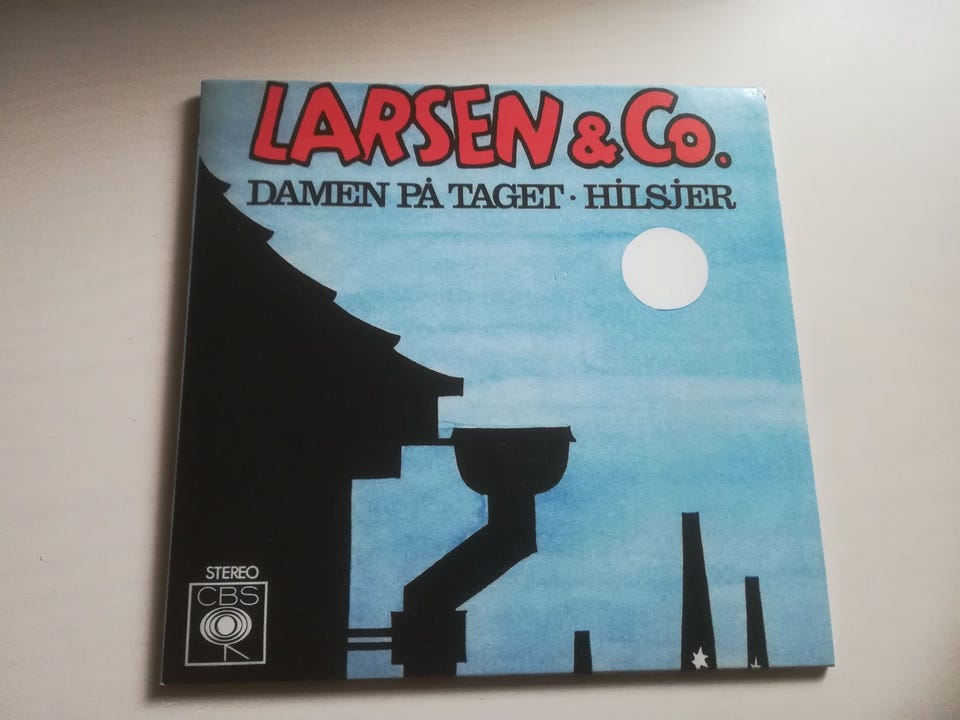 LARSEN & Co.
DAMEN PÅ TAGET · HILSJER
STEREO
CBS